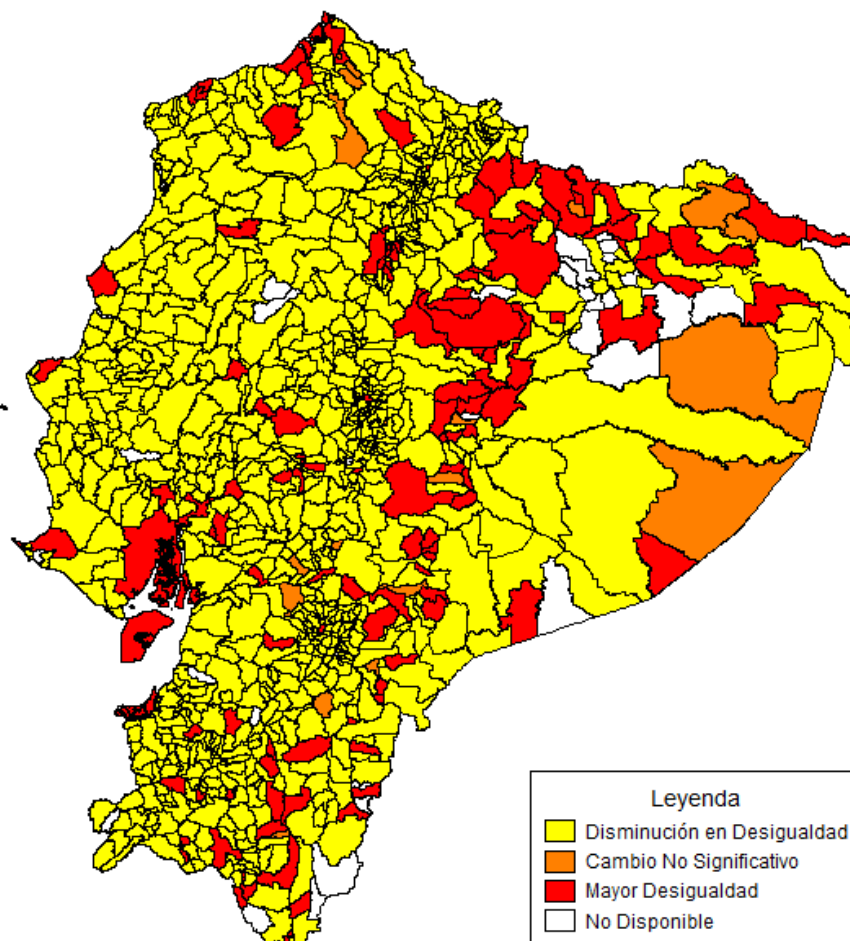 Leyenda
Disminución en Desigualdad
Cambio No Significativo
Mayor Desigualdad
No Disponible